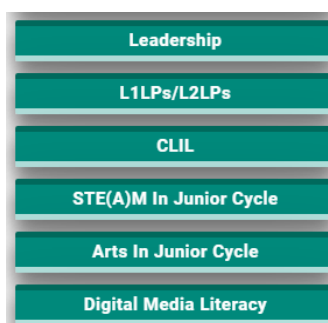 Leadership
L1LPs/L2LPs
CLIL
STE(A)M In Junior Cycle
Arts In Junior Cycle
Digital Media Literacy